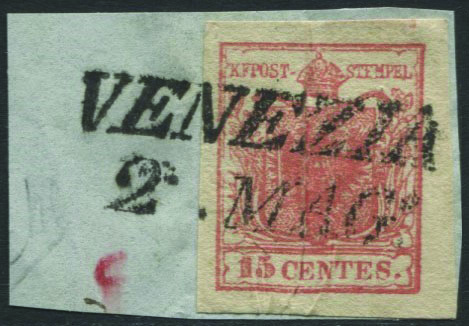 KKPOST-STEMPEL
VENEZIA
2. MAG.
15 CENTES.